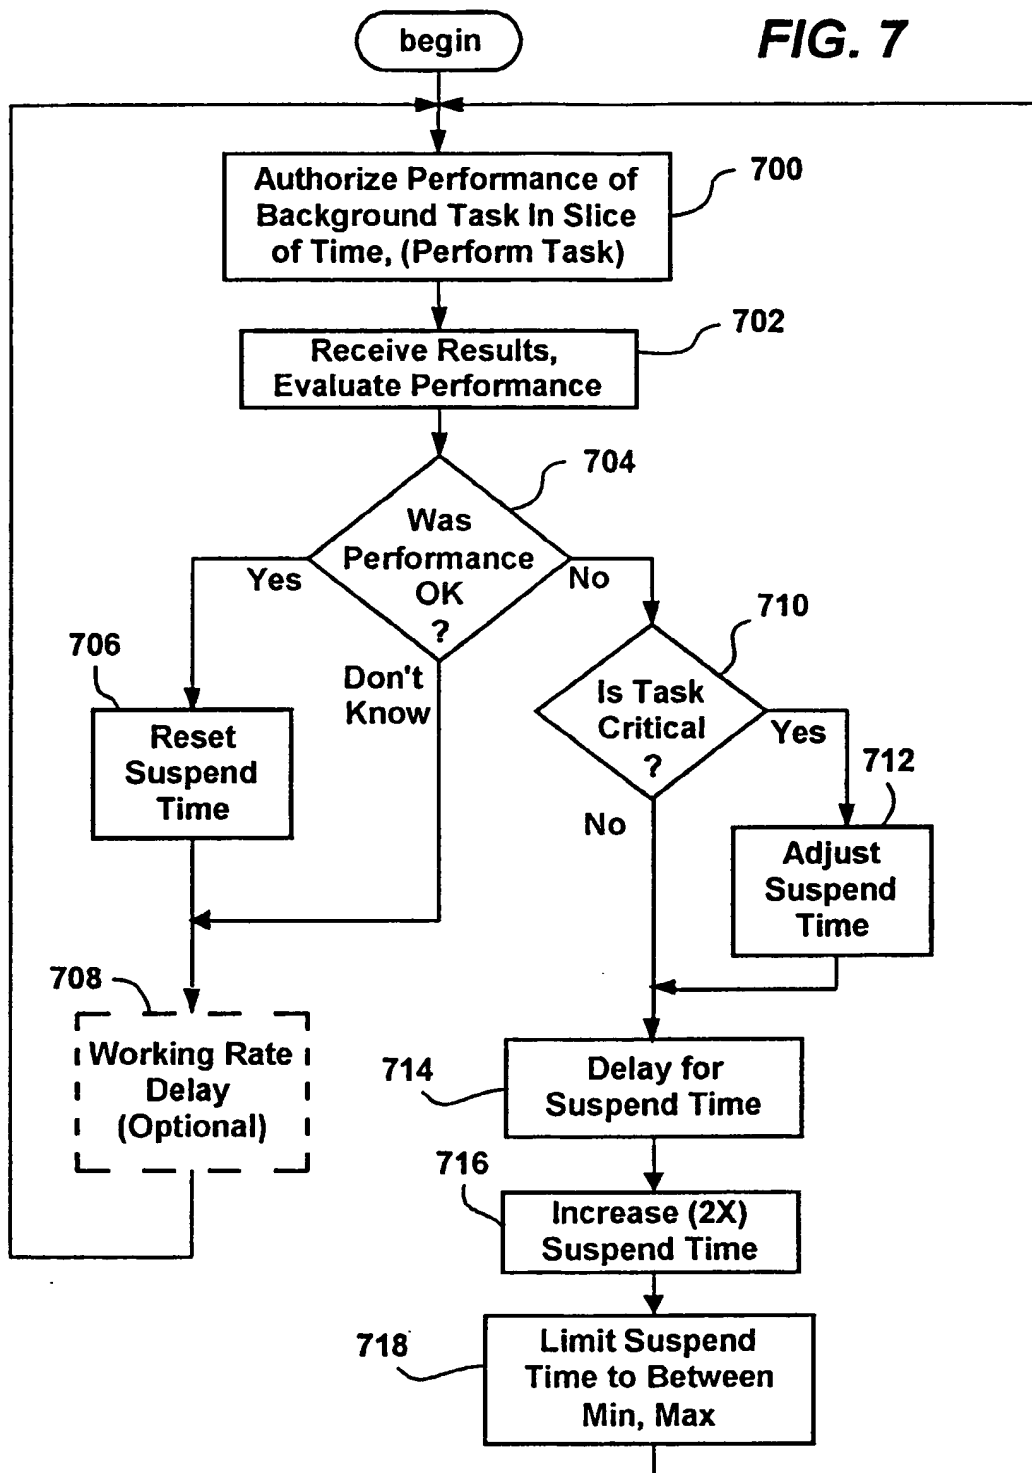 begin
FIG. 7
Authorize Performance of
Background Task in Slice
of Time, (Perform Task)
700
Receive Results,
Evaluate Performance
702
704
Was
Performance
OK
?
Yes
No
Don't
Know
706
Reset
Suspend
Time
710
Is Task
Critical
?
Yes
No
712
Adjust
Suspend
Time
708
Working Rate
Delay
(Optional)
714
Delay for
Suspend Time
716
Increase (2X)
Suspend Time
718
Limit Suspend
Time to Between
Min, Max